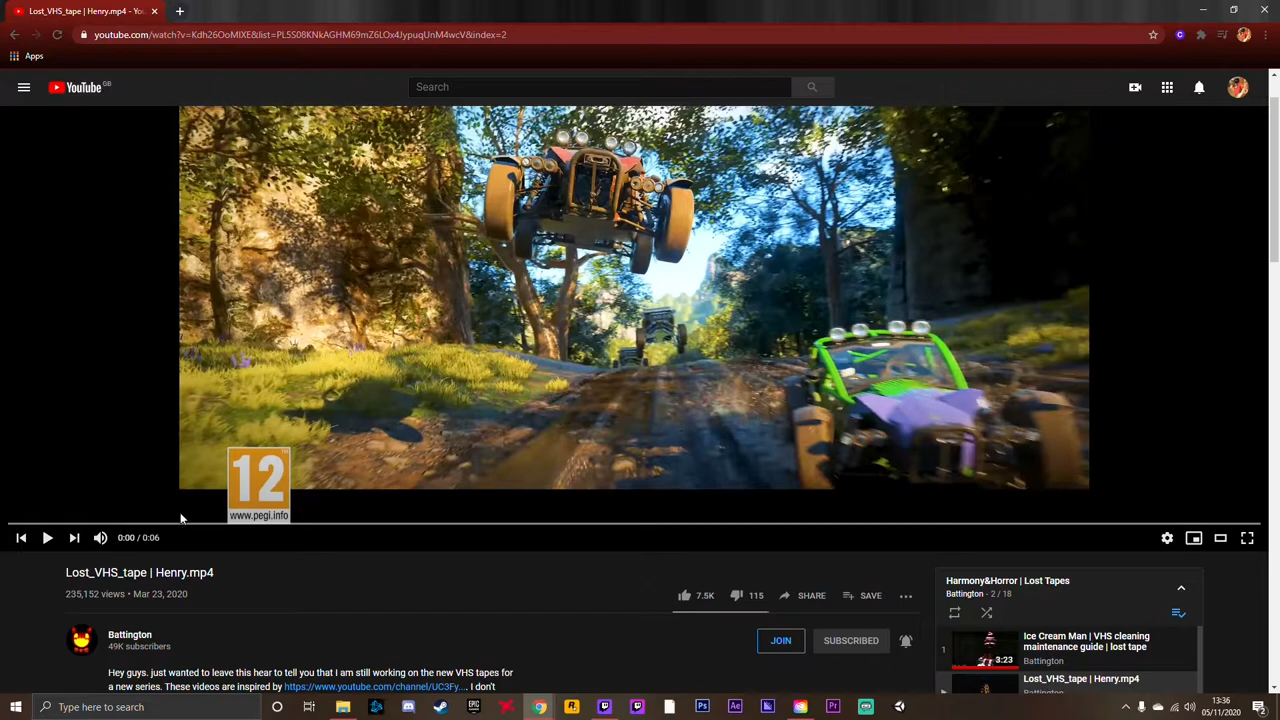 Lost_VHS_tape | Henry.mp4 - Yo
youtube.com/watch?v=Kdh26OoMlXE&list=PL5S08KNkAGHM69mZ6LOx4JypuqUnM4wcV&index=2
Apps
YouTube GB
Search
12
www.pegi.info
0:00 / 0:06
Lost_VHS_tape | Henry.mp4
235,152 views • Mar 23, 2020
7.5K
115
SHARE
SAVE
Battington
49K subscribers
JOIN
SUBSCRIBED
Hey guys. just wanted to leave this hear to tell you that I am still working on the new VHS tapes for
a new series. These videos are inspired by https://www.youtube.com/channel/UC3Fy... I don't
Harmony&Horror | Lost Tapes
Battington - 2 / 18
1
3:23
Ice Cream Man | VHS cleaning
maintenance guide | lost tape
Battington
Lost_VHS_tape | Henry.mp4
Battington
Type here to search
13:36
05/11/2020
2